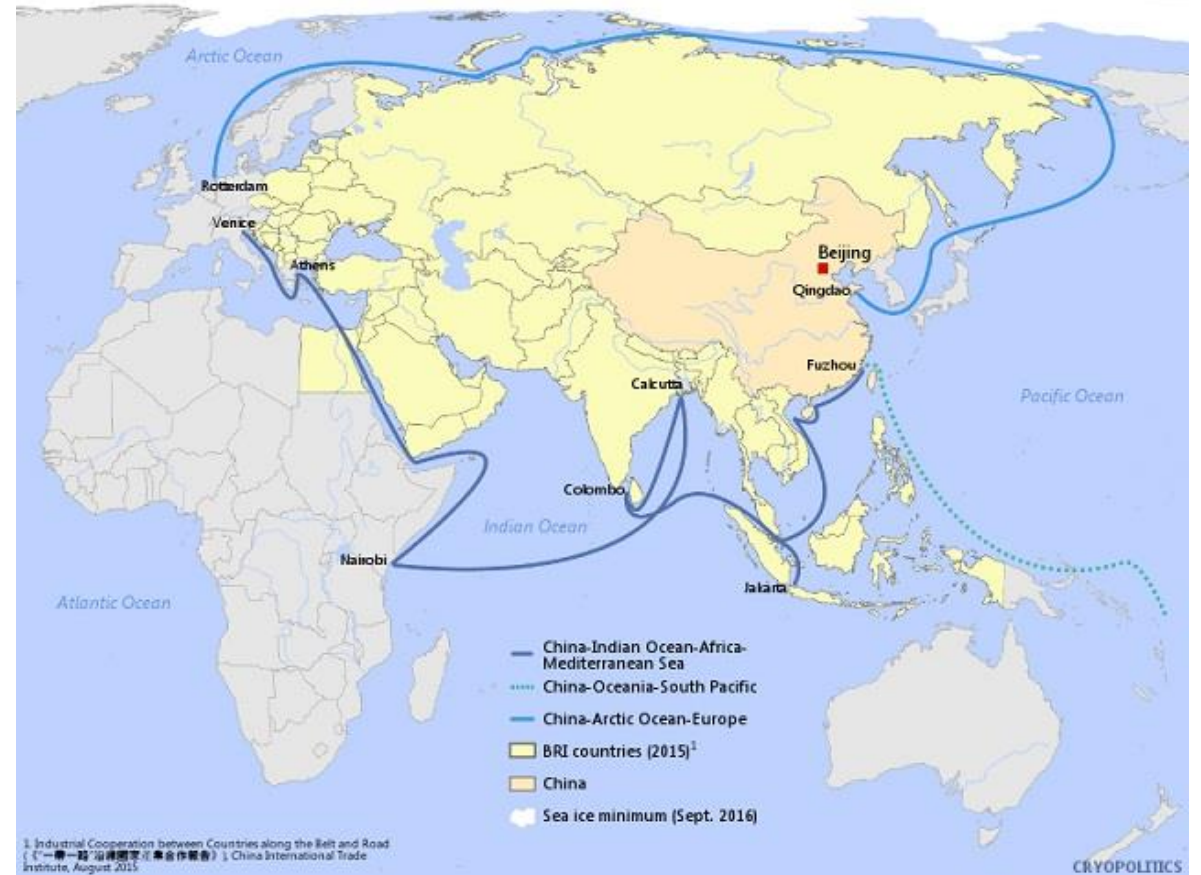 Arctic Ocean
Rotterdam
Venice
Athens
Beijing
Qingdao
Fuzhou
Calcutta
Pacific Ocean
Colombo
Indian Ocean
Nairobi
Jakarta
Atlantic Ocean
China-Indian Ocean-Africa-
Mediterranean Sea
China-Oceania-South Pacific
China-Arctic Ocean-Europe
BRI countries (2015)1
China
Sea ice minimum (Sept. 2016)
1. Industrial Cooperation between Countries along the Belt and Road
(《“一帶一路”沿線國家產業合作報告》), China International Trade
Institute, August 2015
CRYOPOLITICS